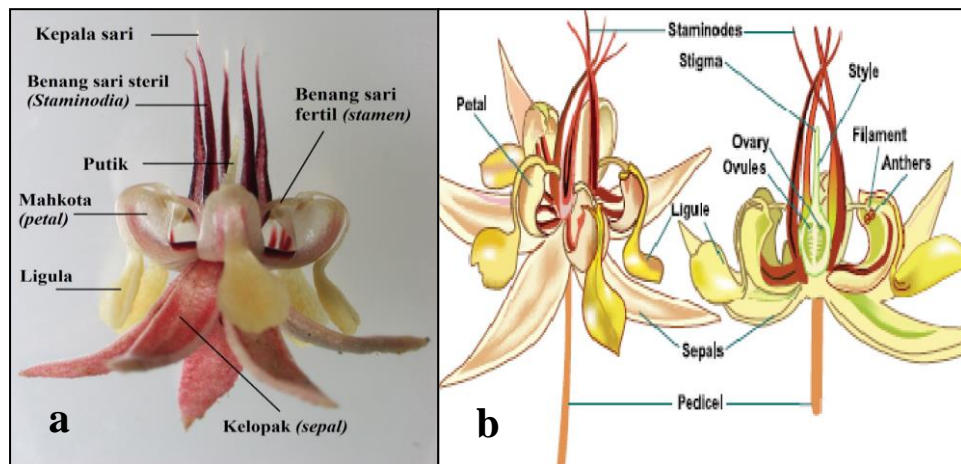 Kepala sari
Benang sari steril
(Staminodia)
Benang sari
fertil (stamen)
Putik
Mahkota
(petal)
Ligula
Kelopak (sepal)
a
Staminodes
Stigma
Style
Petal
Ovary
Ovules
Filament
Anthers
Ligule
Sepals
Pedicel
b